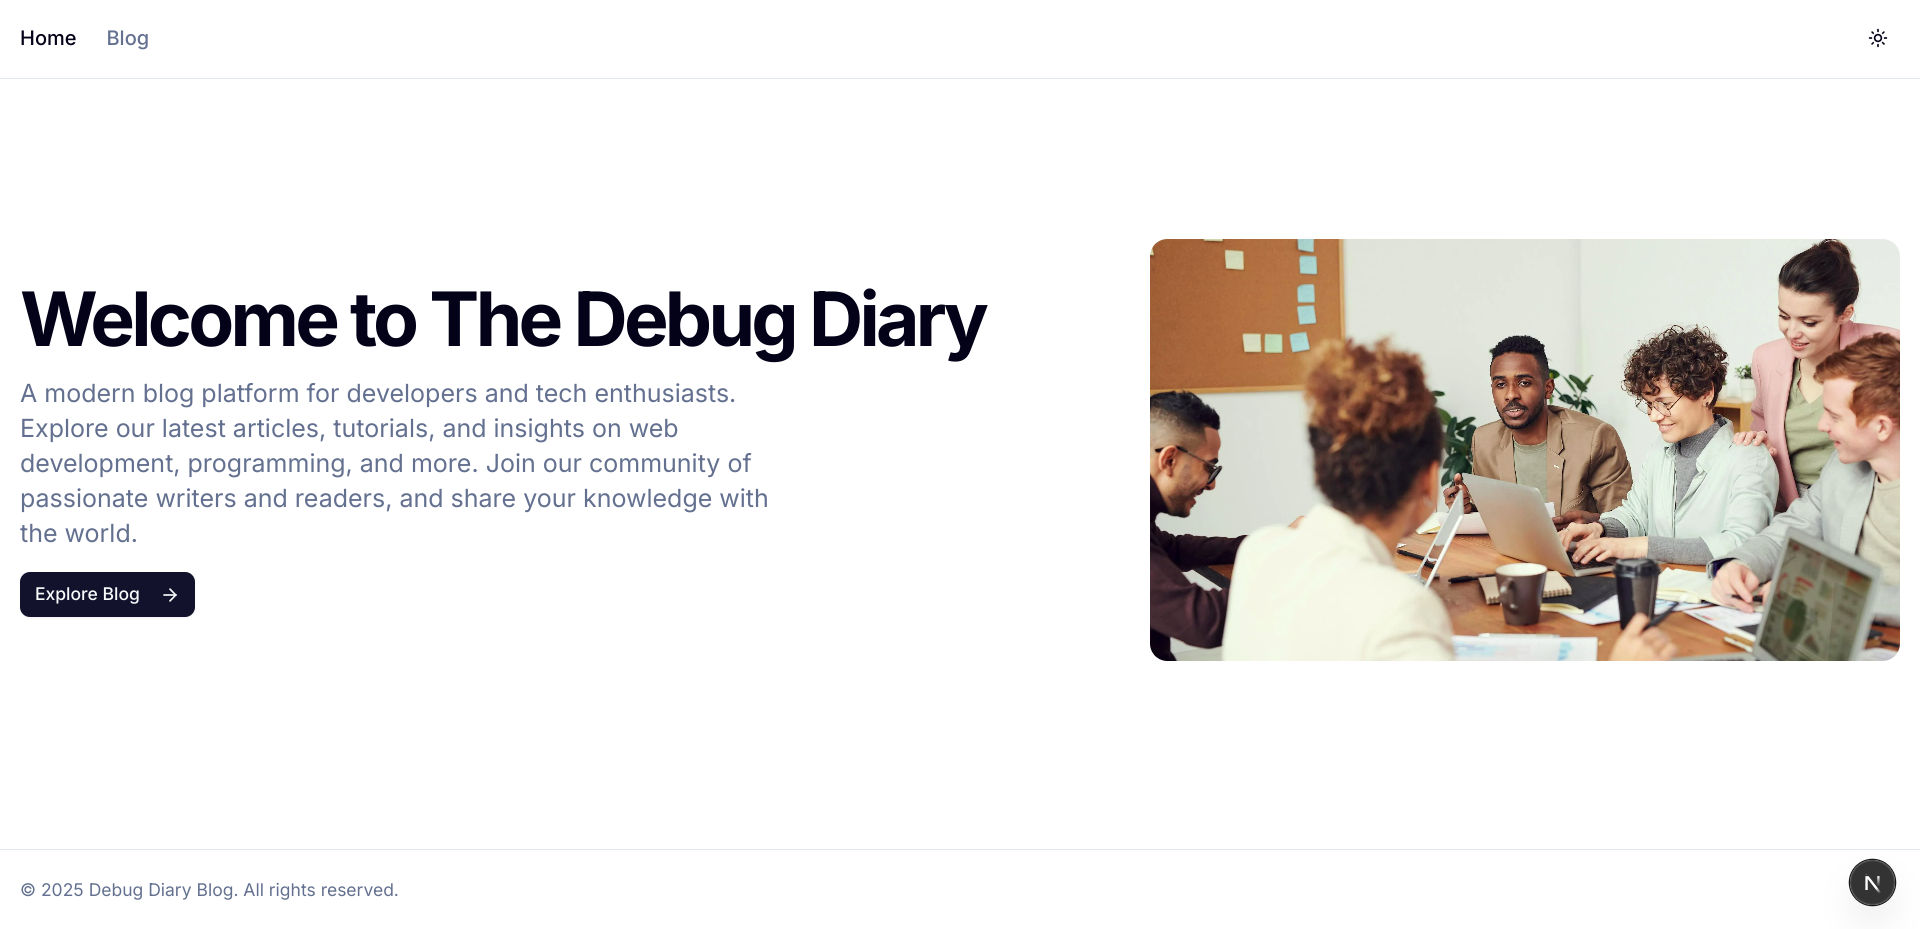 Home Blog
Welcome to The Debug Diary
A modern blog platform for developers and tech enthusiasts.
Explore our latest articles, tutorials, and insights on web
development, programming, and more. Join our community of
passionate writers and readers, and share your knowledge with
the world.
Explore Blog
© 2025 Debug Diary Blog. All rights reserved.
N